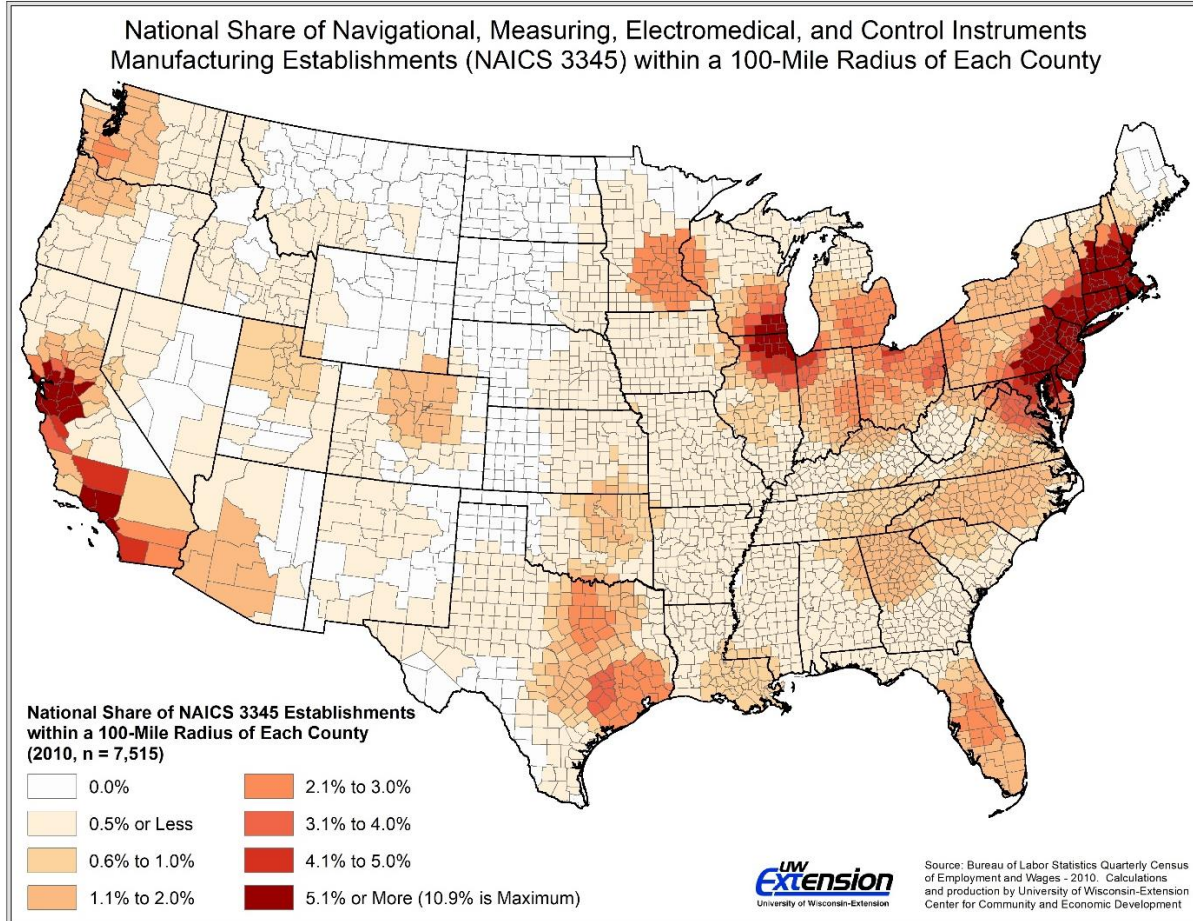 National Share of Navigational, Measuring, Electromedical, and Control Instruments
Manufacturing Establishments (NAICS 3345) within a 100-Mile Radius of Each County
National Share of NAICS 3345 Establishments
within a 100-Mile Radius of Each County
(2010, n = 7,515)
0.0%
0.5% or Less
0.6% to 1.0%
1.1% to 2.0%
2.1% to 3.0%
3.1% to 4.0%
4.1% to 5.0%
5.1% or More (10.9% is Maximum)
UW
Extension
University of Wisconsin-Extension
Source: Bureau of Labor Statistics Quarterly Census
of Employment and Wages - 2010. Calculations
and production by University of Wisconsin-Extension
Center for Community and Economic Development